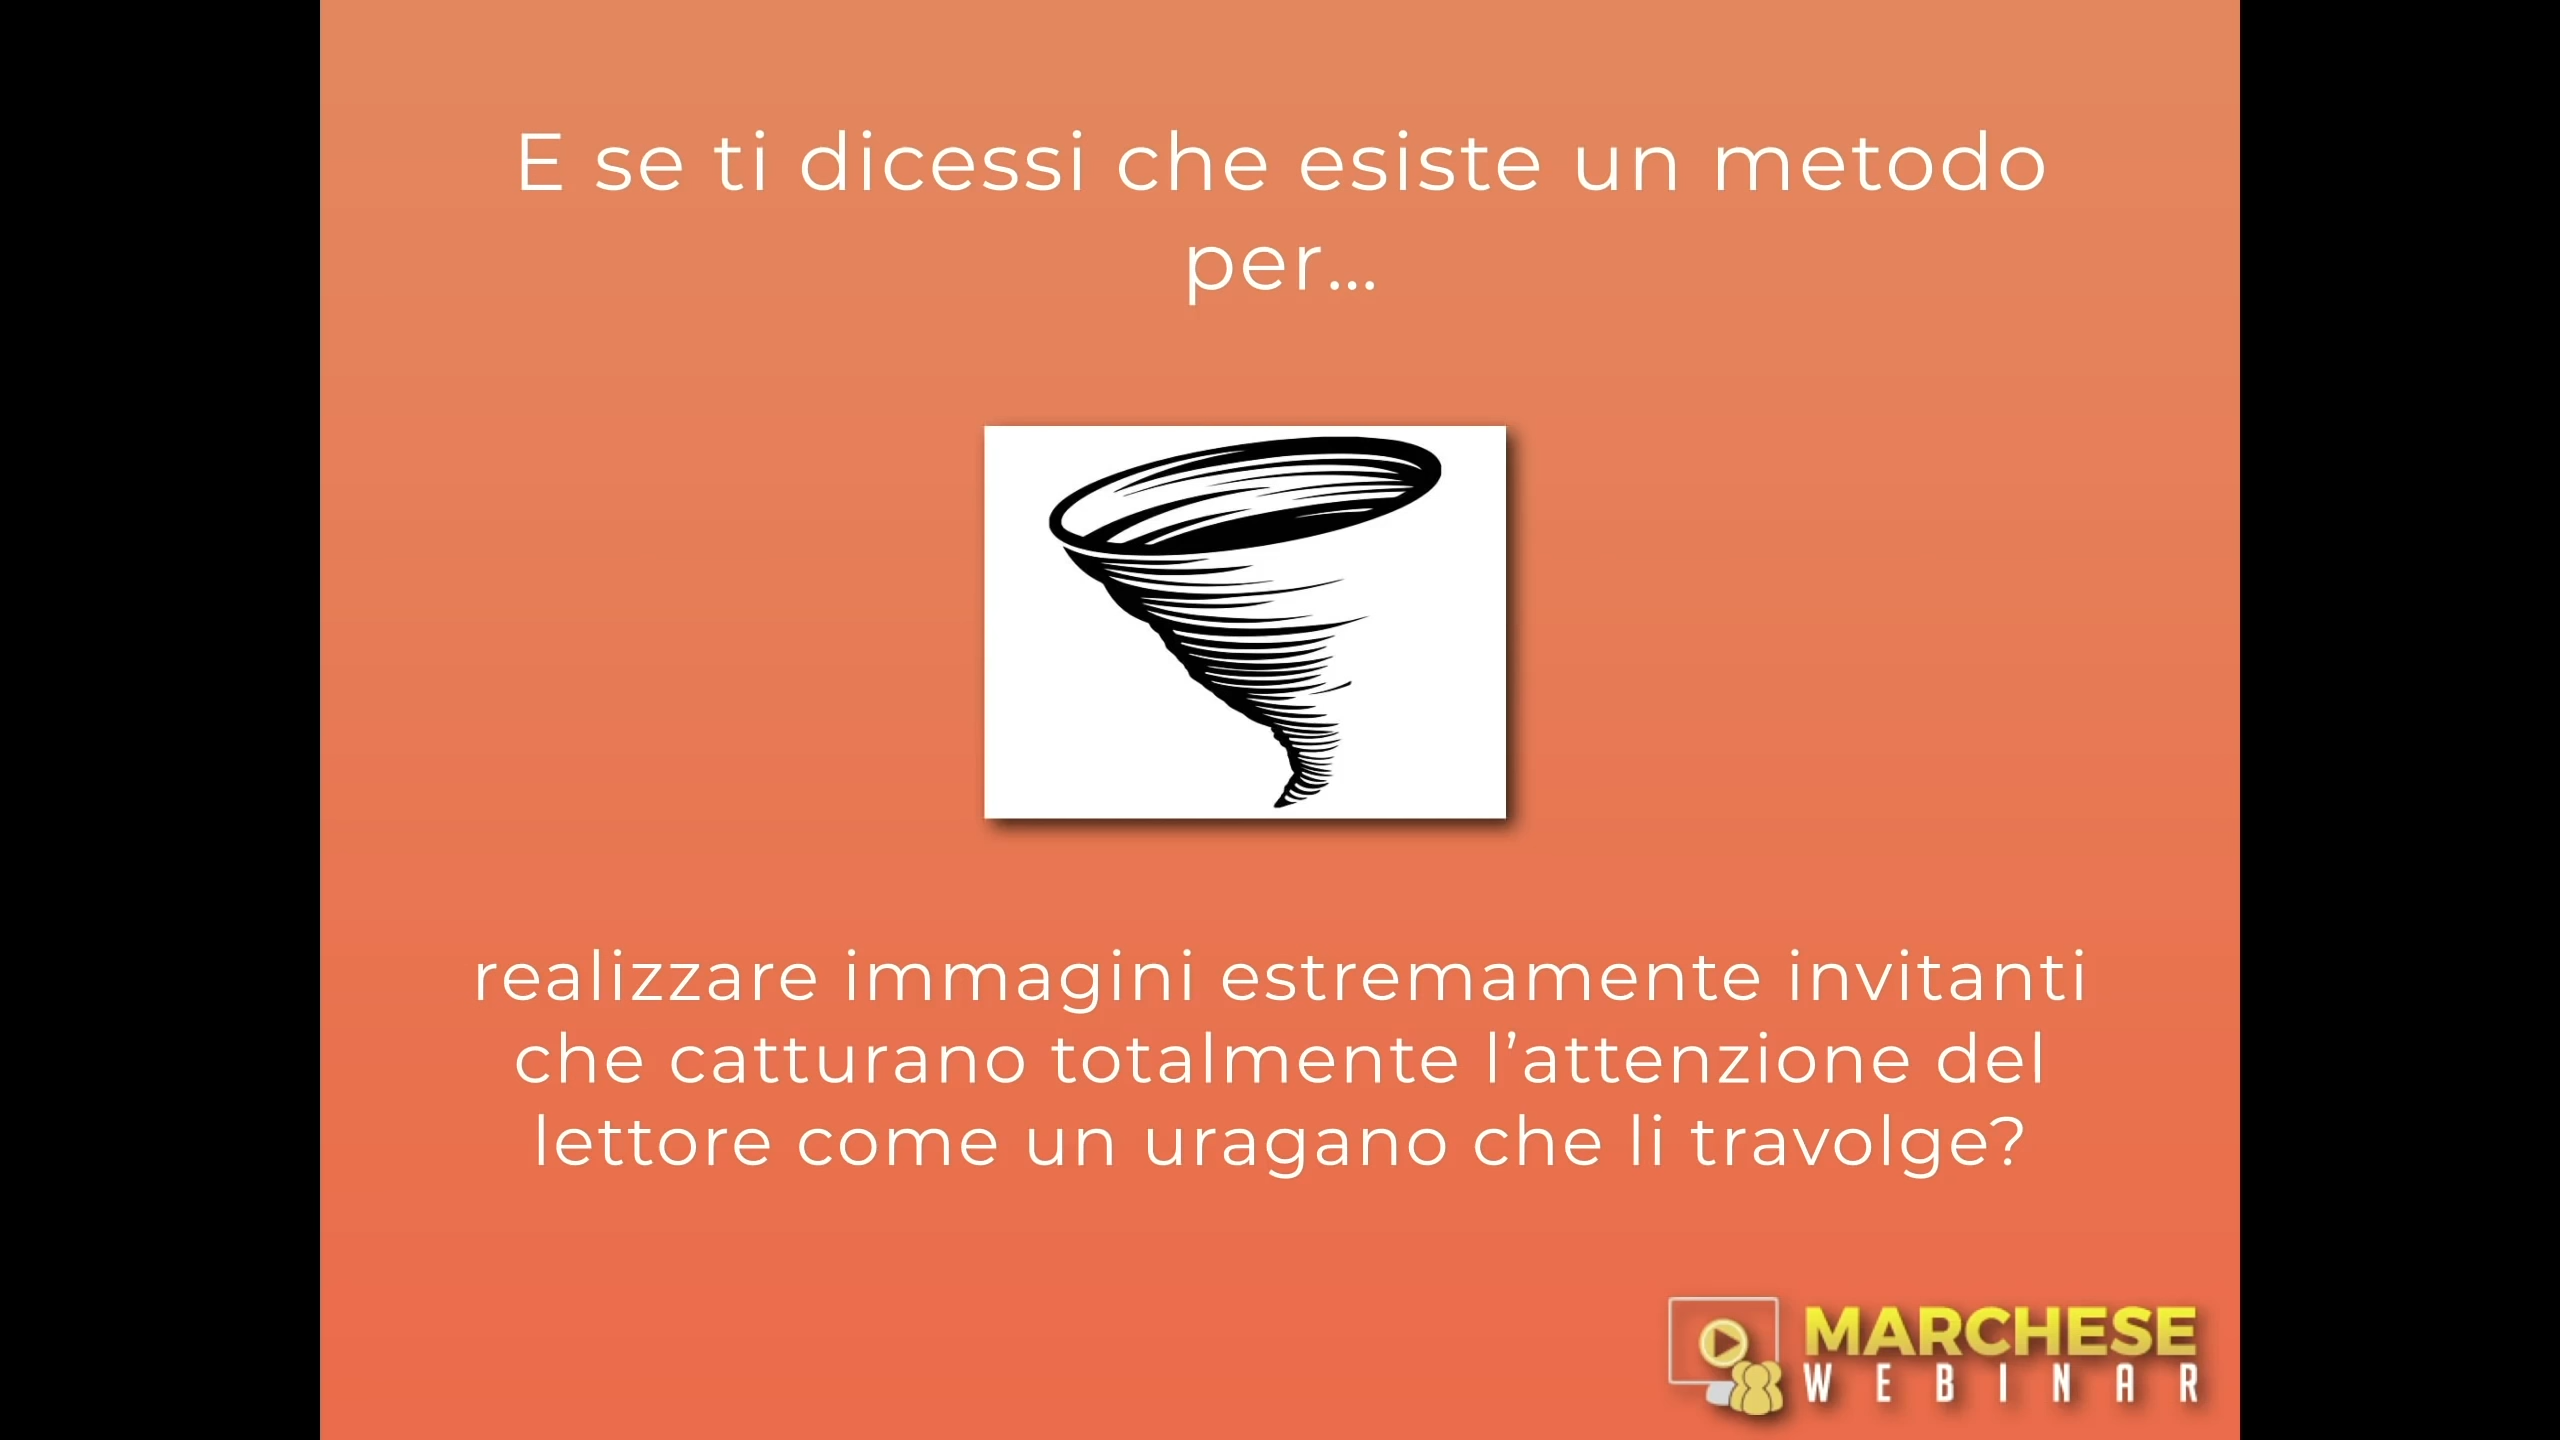 E se ti dicessi che esiste un metodo
per...
realizzare immagini estremamente invitanti
che catturano totalmente l’attenzione del
lettore come un uragano che li travolge?
MARCHESE
WEBINAR